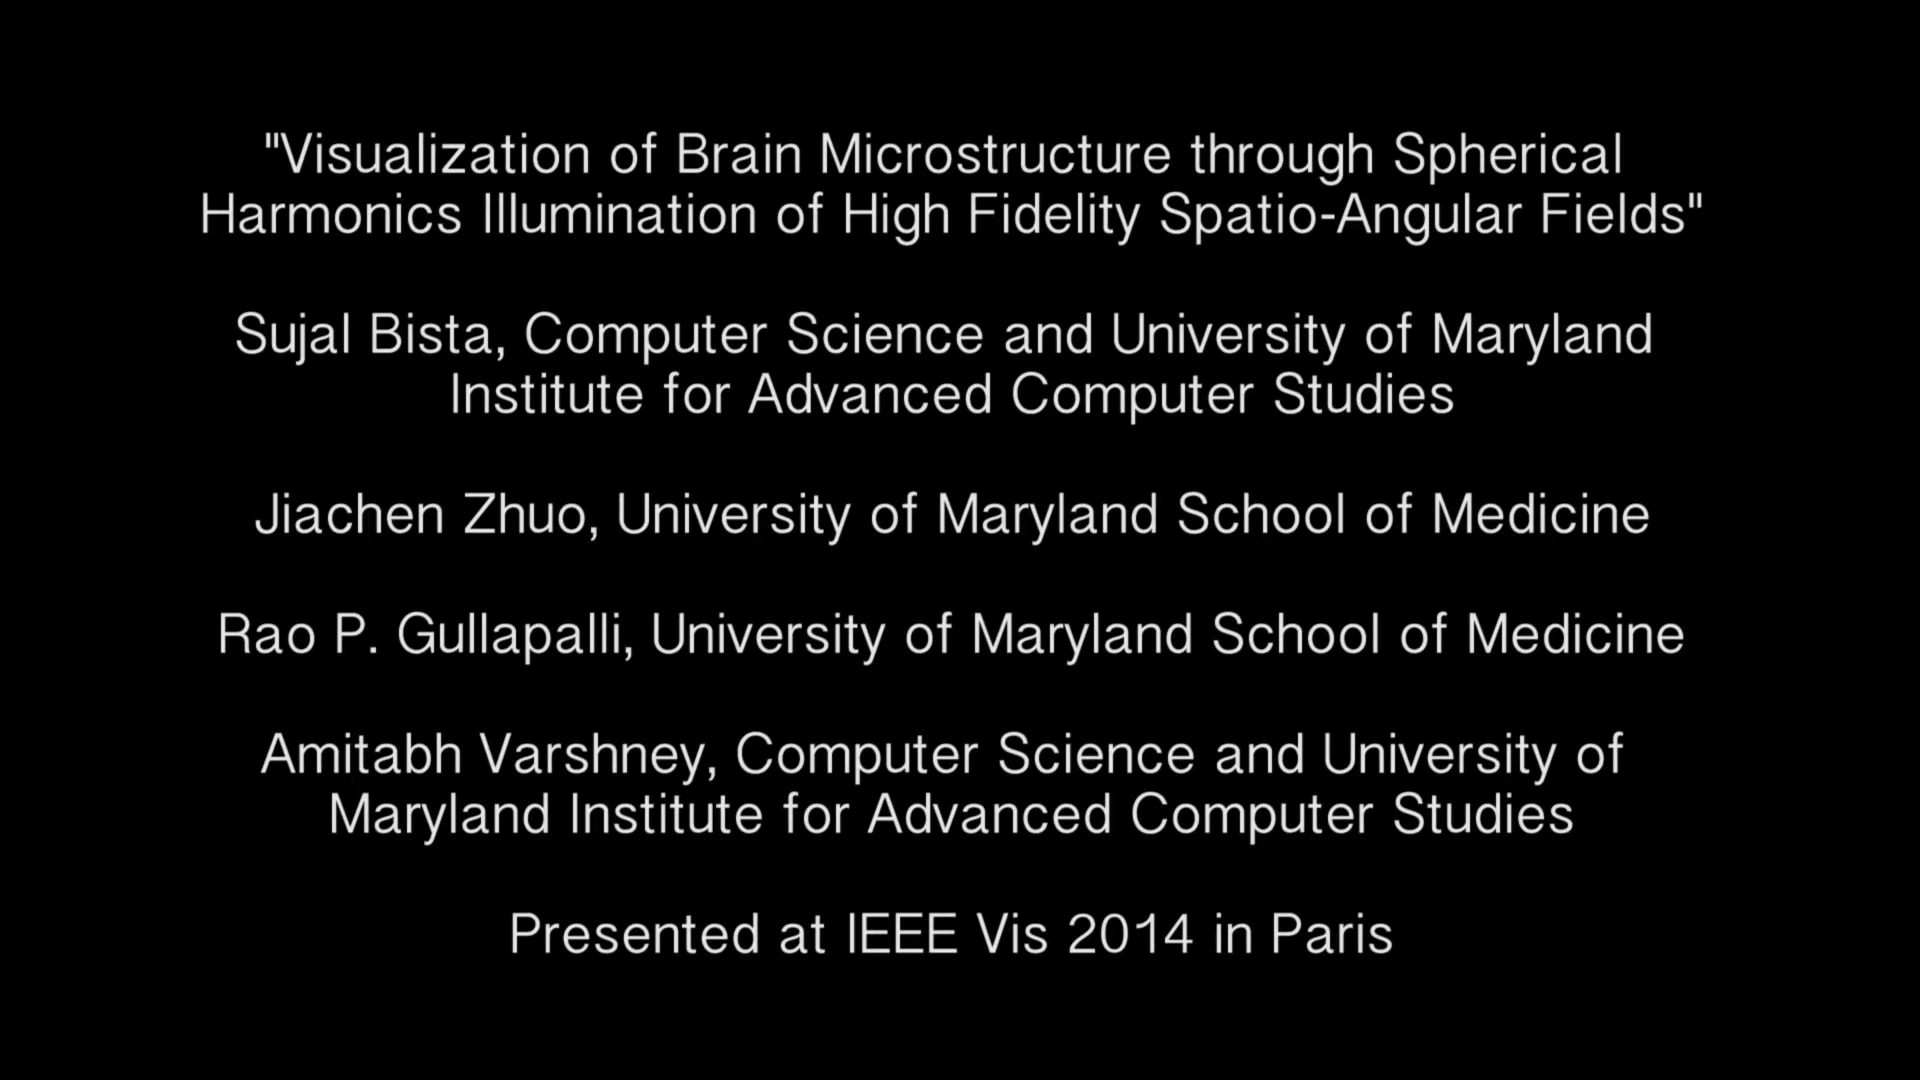 "Visualization of Brain Microstructure through Spherical
Harmonics Illumination of High Fidelity Spatio-Angular Fields"
Sujal Bista, Computer Science and University of Maryland
Institute for Advanced Computer Studies
Jiachen Zhuo, University of Maryland School of Medicine
Rao P. Gullapalli, University of Maryland School of Medicine
Amitabh Varshney, Computer Science and University of
Maryland Institute for Advanced Computer Studies
Presented at IEEE Vis 2014 in Paris